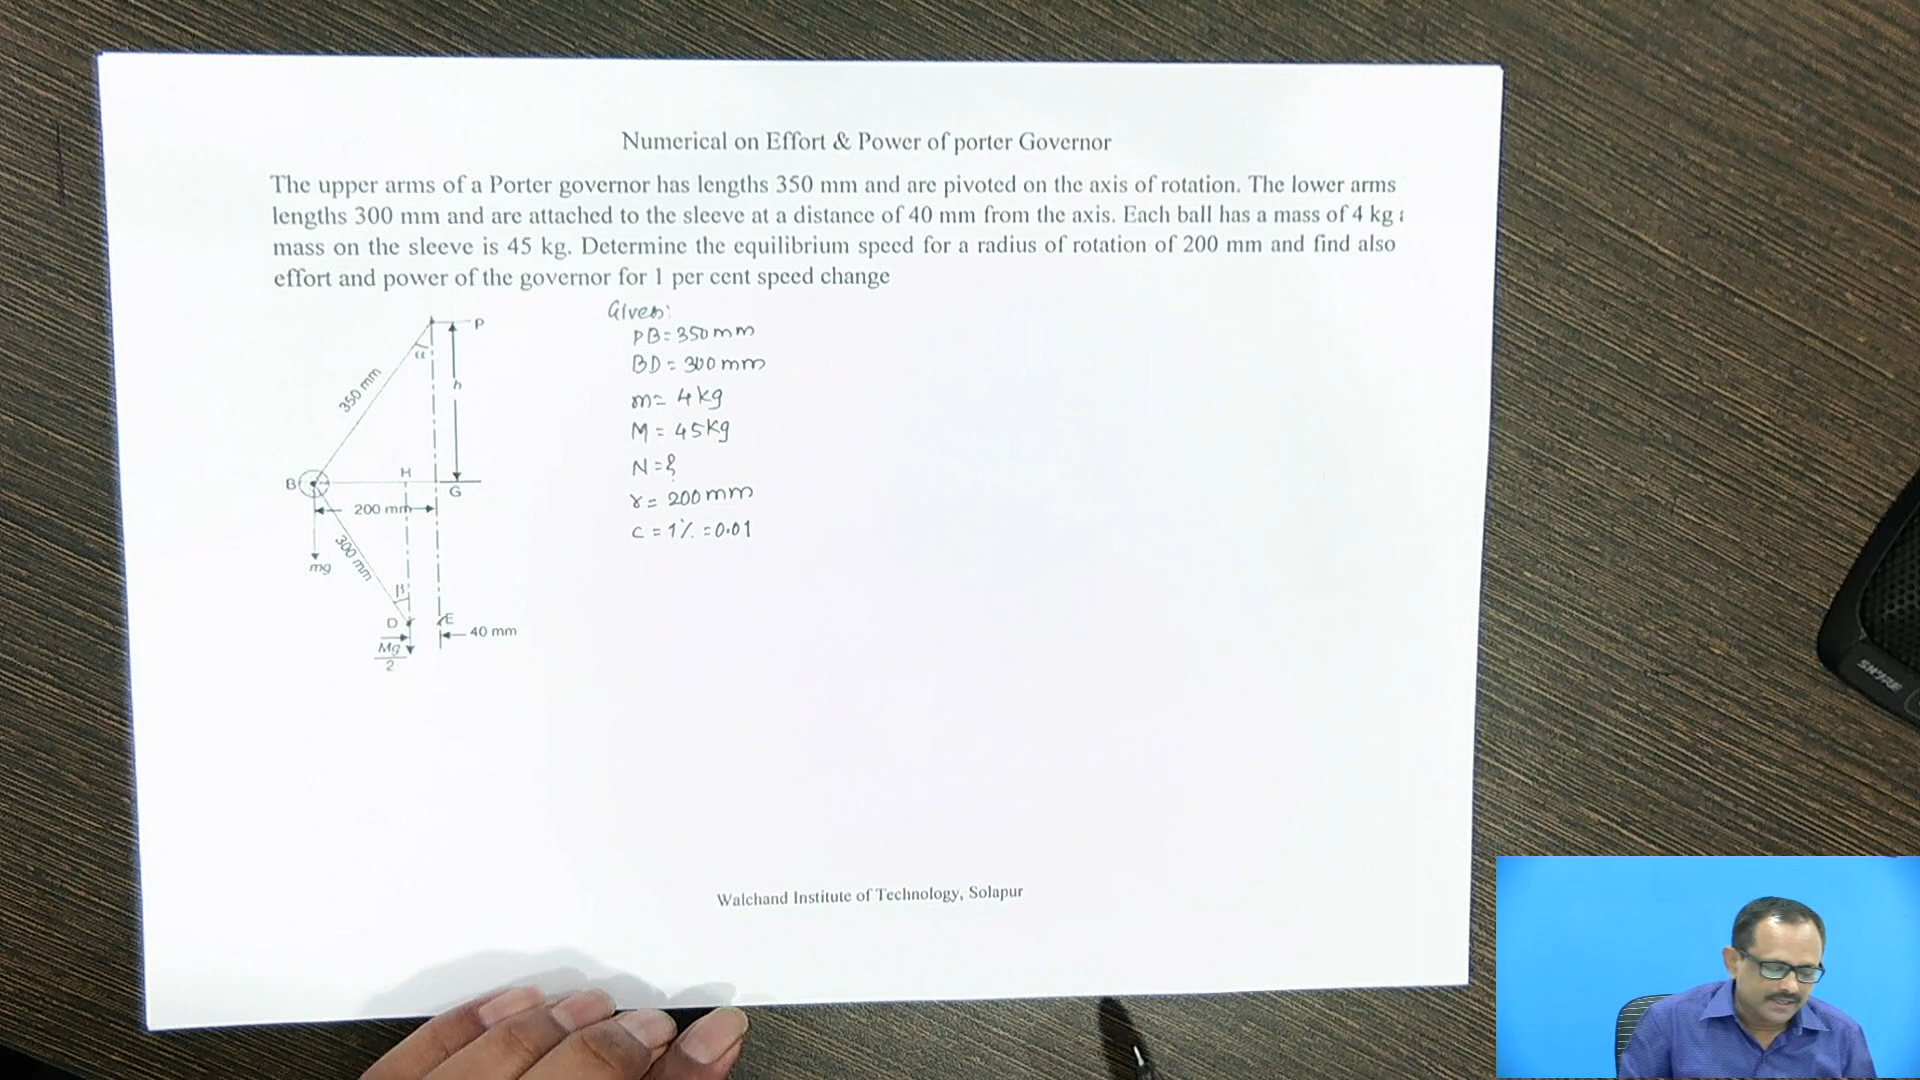 Numerical on Effort & Power of porter Governor
The upper arms of a Porter governor has lengths 350 mm and are pivoted on the axis of rotation. The lower arms
lengths 300 mm and are attached to the sleeve at a distance of 40 mm from the axis. Each ball has a mass of 4 kg
mass on the sleeve is 45 kg. Determine the equilibrium speed for a radius of rotation of 200 mm and find also
effort and power of the governor for 1 per cent speed change
Given:
PB = 350 mm
BD = 300 mm
m = 4 kg
M = 45 kg
N = ?
r = 200 mm
c = 1% = 0.01
P
α
h
350 mm
B
H
G
200 mm
mg
300 mm
β
D
E
40 mm
Mg
2
Walchand Institute of Technology, Solapur
SHURE